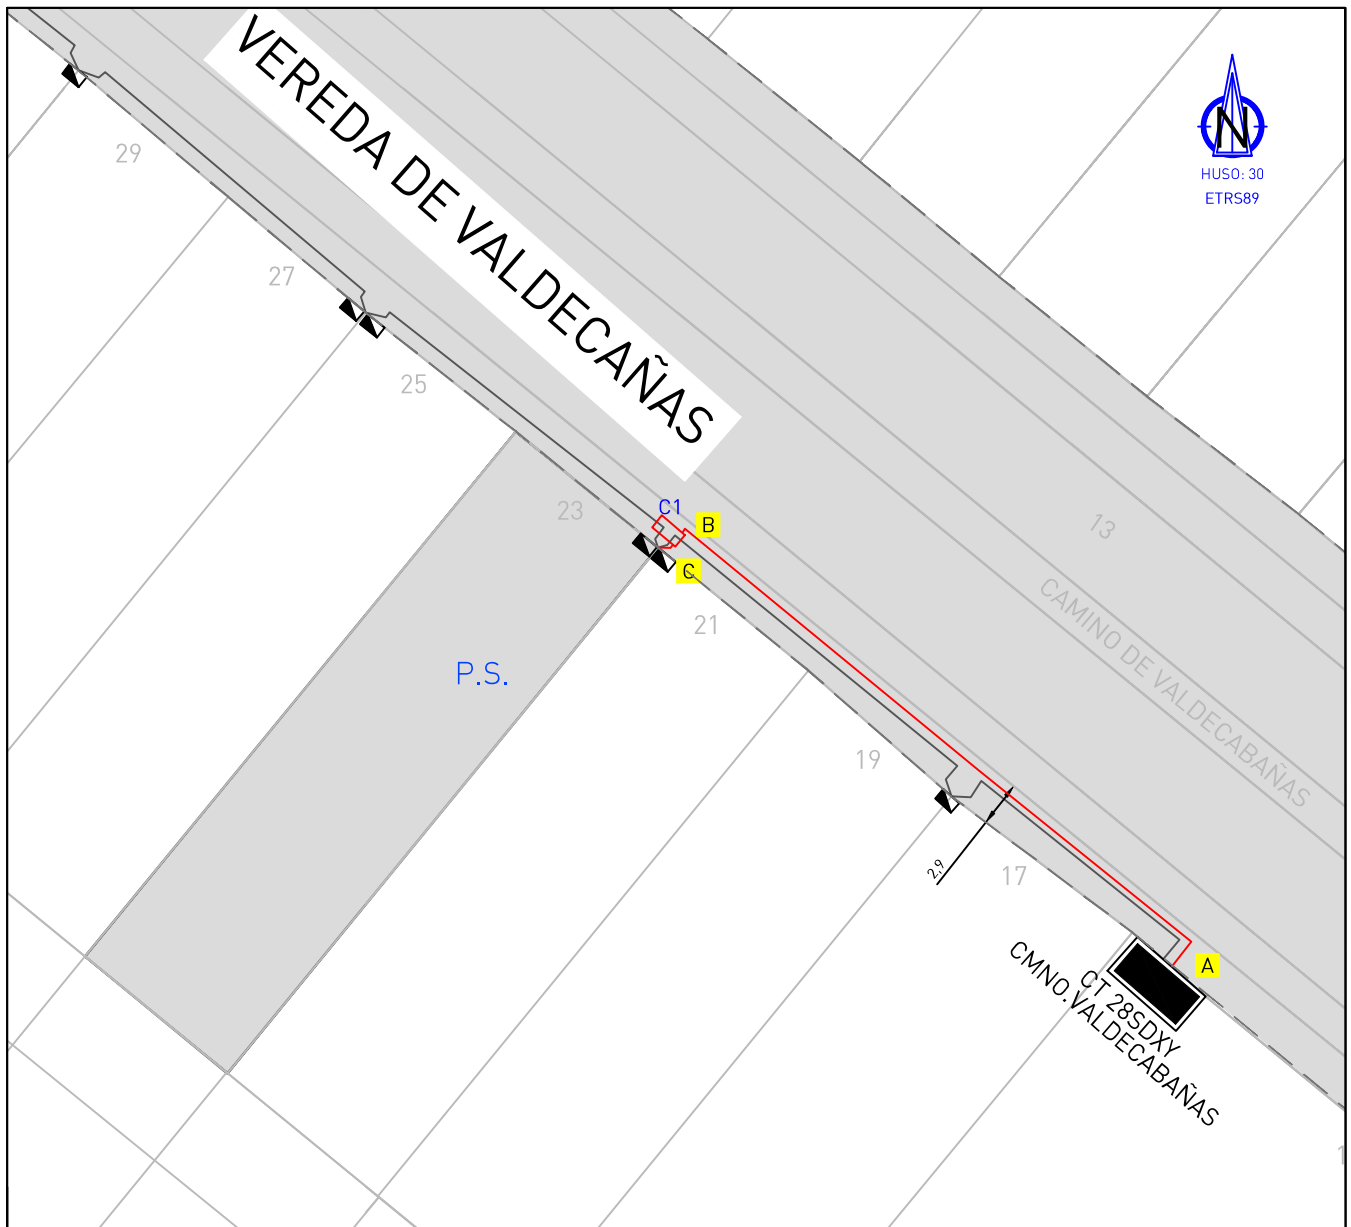 VEREDA DE VALDECAÑAS
N
HUSO: 30
ETRS89
29
27
25
23
C1
B
C
13
CAMINO DE VALDECABAÑAS
21
P.S.
19
2,9
17
A
CT 28SDXY
CMNO.VALDECABAÑAS